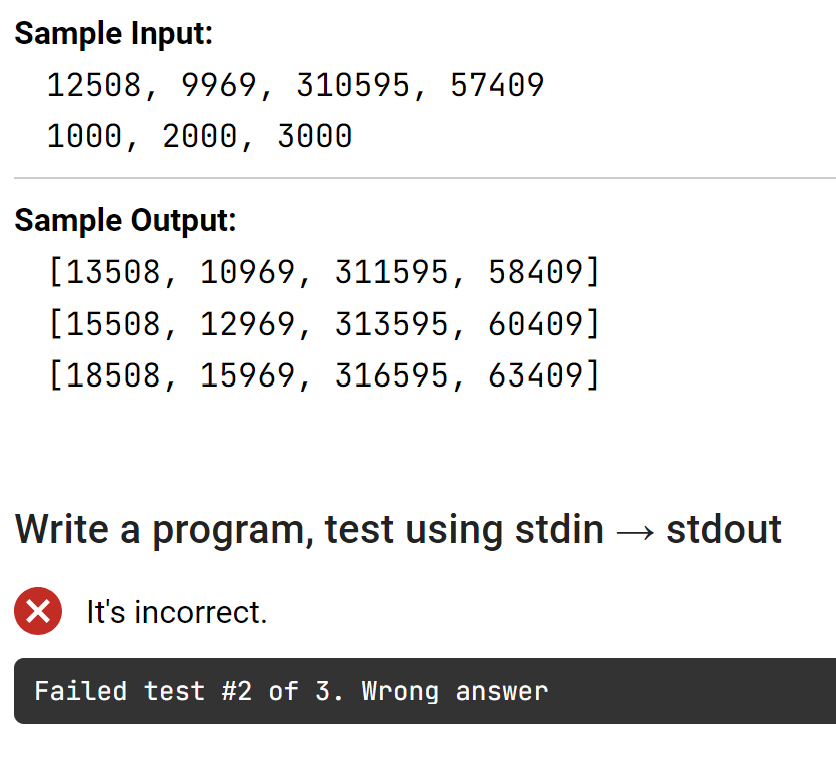 Sample Input:
12508, 9969, 310595, 57409
1000, 2000, 3000
Sample Output:
[13508, 10969, 311595, 58409]
[15508, 12969, 313595, 60409]
[18508, 15969, 316595, 63409]
Write a program, test using stdin → stdout
It's incorrect.
Failed test #2 of 3. Wrong answer